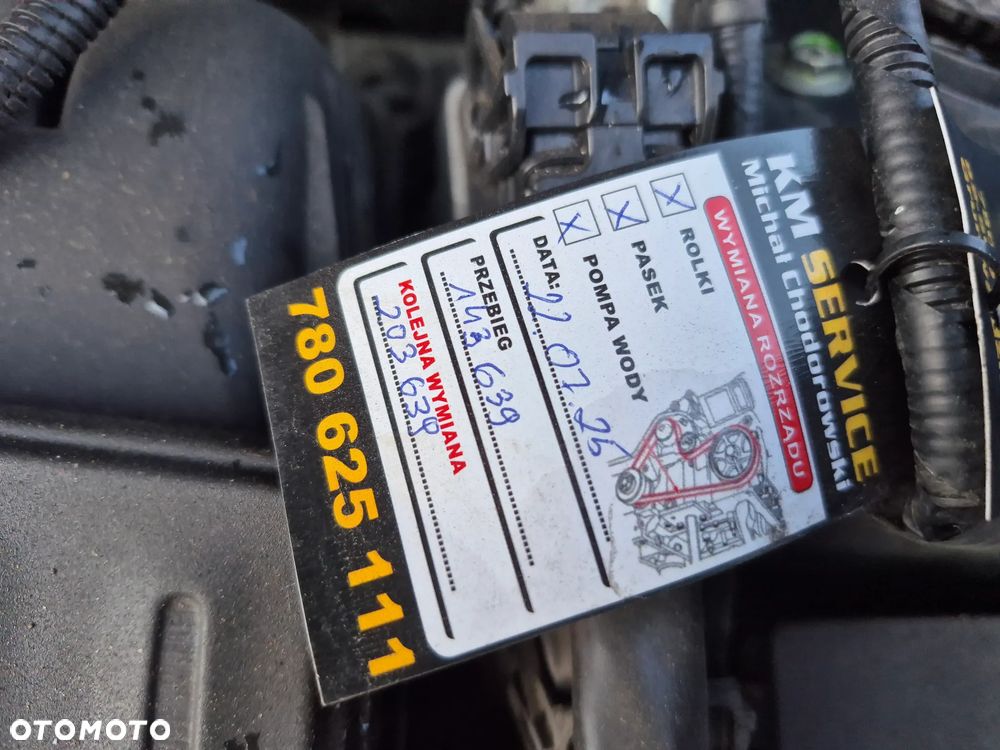 KM SERVICE
Michał Chodorowski
WYMIANA ROZRZĄDU
X ROLKI
X PASEK
X POMPA WODY
DATA: 22.07.25
PRZEBIEG
143 639
KOLEJNA WYMIANA
203 639
780 625 111
OTOMOTO